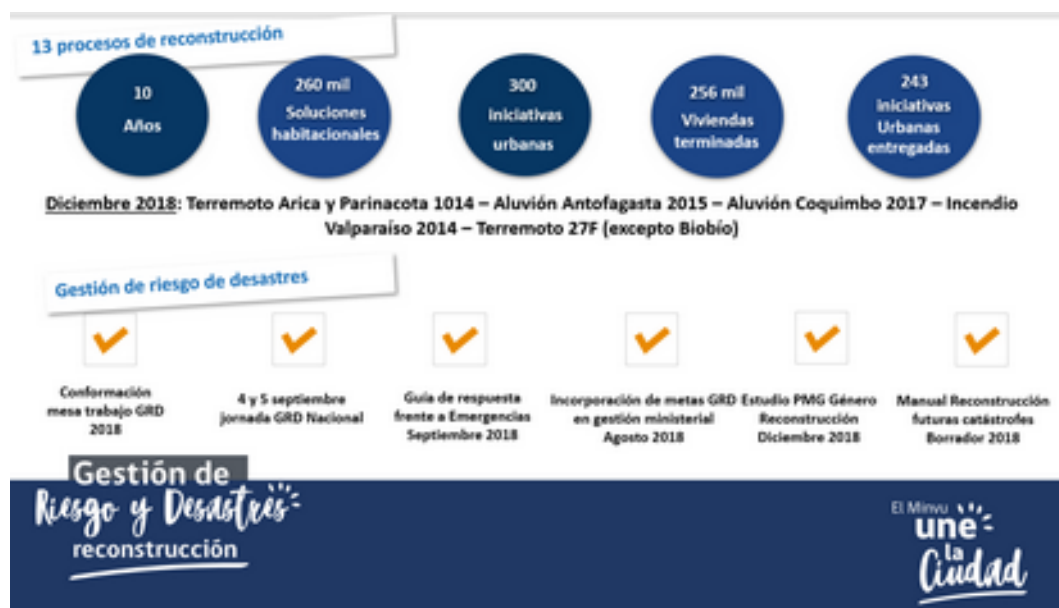 13 procesos de reconstrucción
10
Años
260 mil
Soluciones
habitacionales
300
iniciativas
urbanas
256 mil
Viviendas
terminadas
243
iniciativas
Urbanas
entregadas
Diciembre 2018: Terremoto Arica y Parinacota 1014 – Aluvión Antofagasta 2015 – Aluvión Coquimbo 2017 – Incendio
Valparaíso 2014 – Terremoto 27F (excepto Biobío)
Gestión de riesgo de desastres
Conformación
mesa trabajo GRD
2018
4 y 5 septiembre
jornada GRD Nacional
Guía de respuesta
frente a Emergencias
Septiembre 2018
Incorporación de metas GRD
en gestión ministerial
Agosto 2018
Estudio PMG Género
Reconstrucción
Diciembre 2018
Manual Reconstrucción
futuras catástrofes
Borrador 2018
Gestión de
Riesgo y Desastres
reconstrucción
El Minvu
une
la
Ciudad